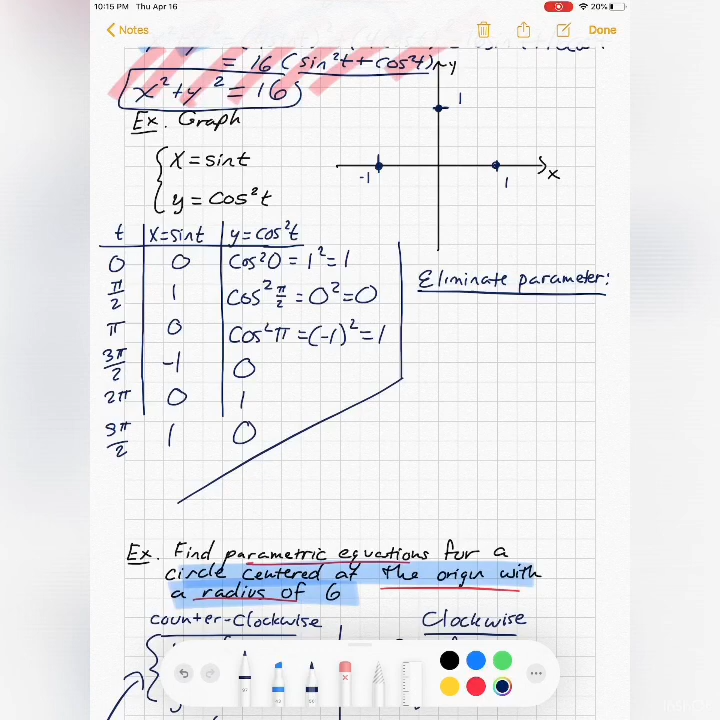 10:15 PM Thu Apr 16
20%
Notes
Done
= 16 (sin²t + cos²t)
x² + y² = 16
y
1
-1
1
x
Ex. Graph
x = sint
y = cos²t
t x=sint y=cos²t
0 0 cos²0 = 1² = 1
π/2 1 cos² π/2 = 0² = 0
π 0 cos²π = (-1)² = 1
3π/2 -1 0
2π 0 1
5π/2 1 0
Eliminate parameter:
Ex. Find parametric equations for a
circle centered at the origin with
a radius of 6
counter-clockwise Clockwise